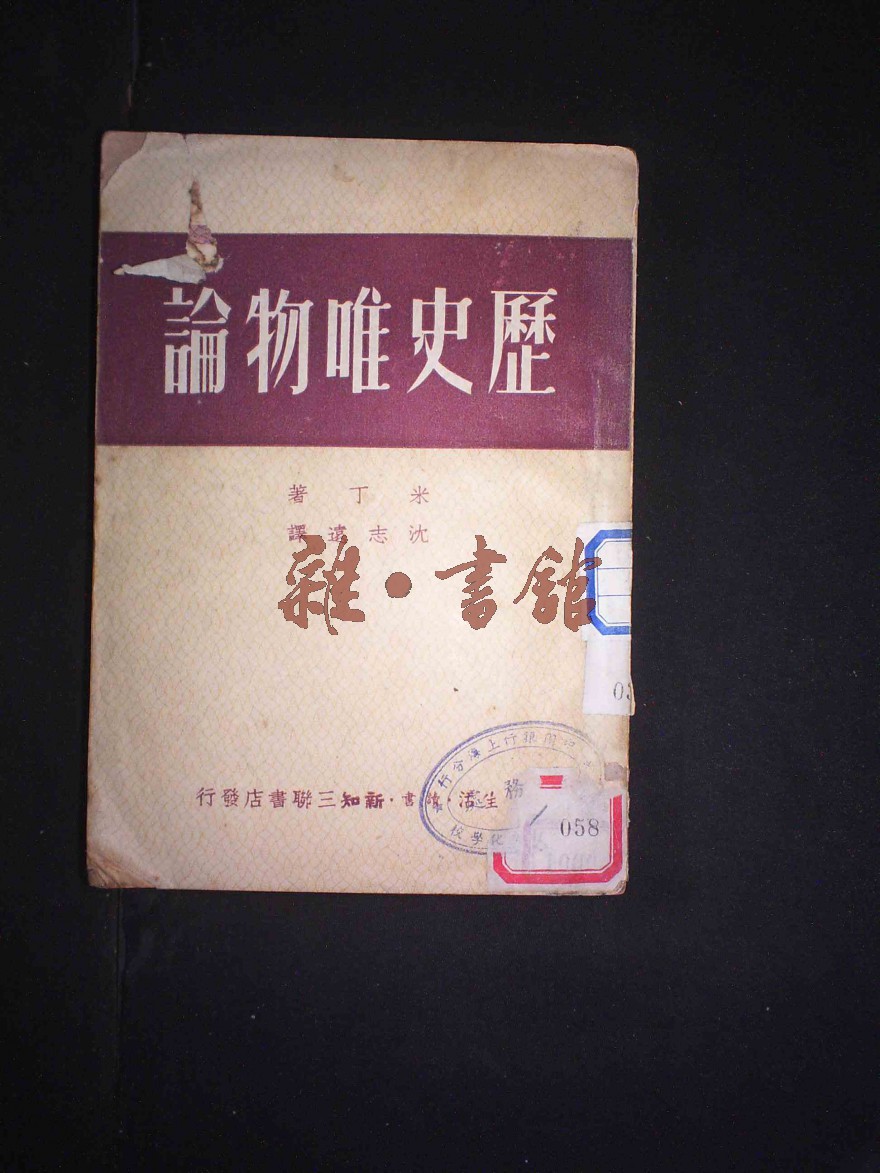 歷史唯物論
米丁著
沈志遠譯
雜·書館
生活·讀書·新知三聯書店發行
058